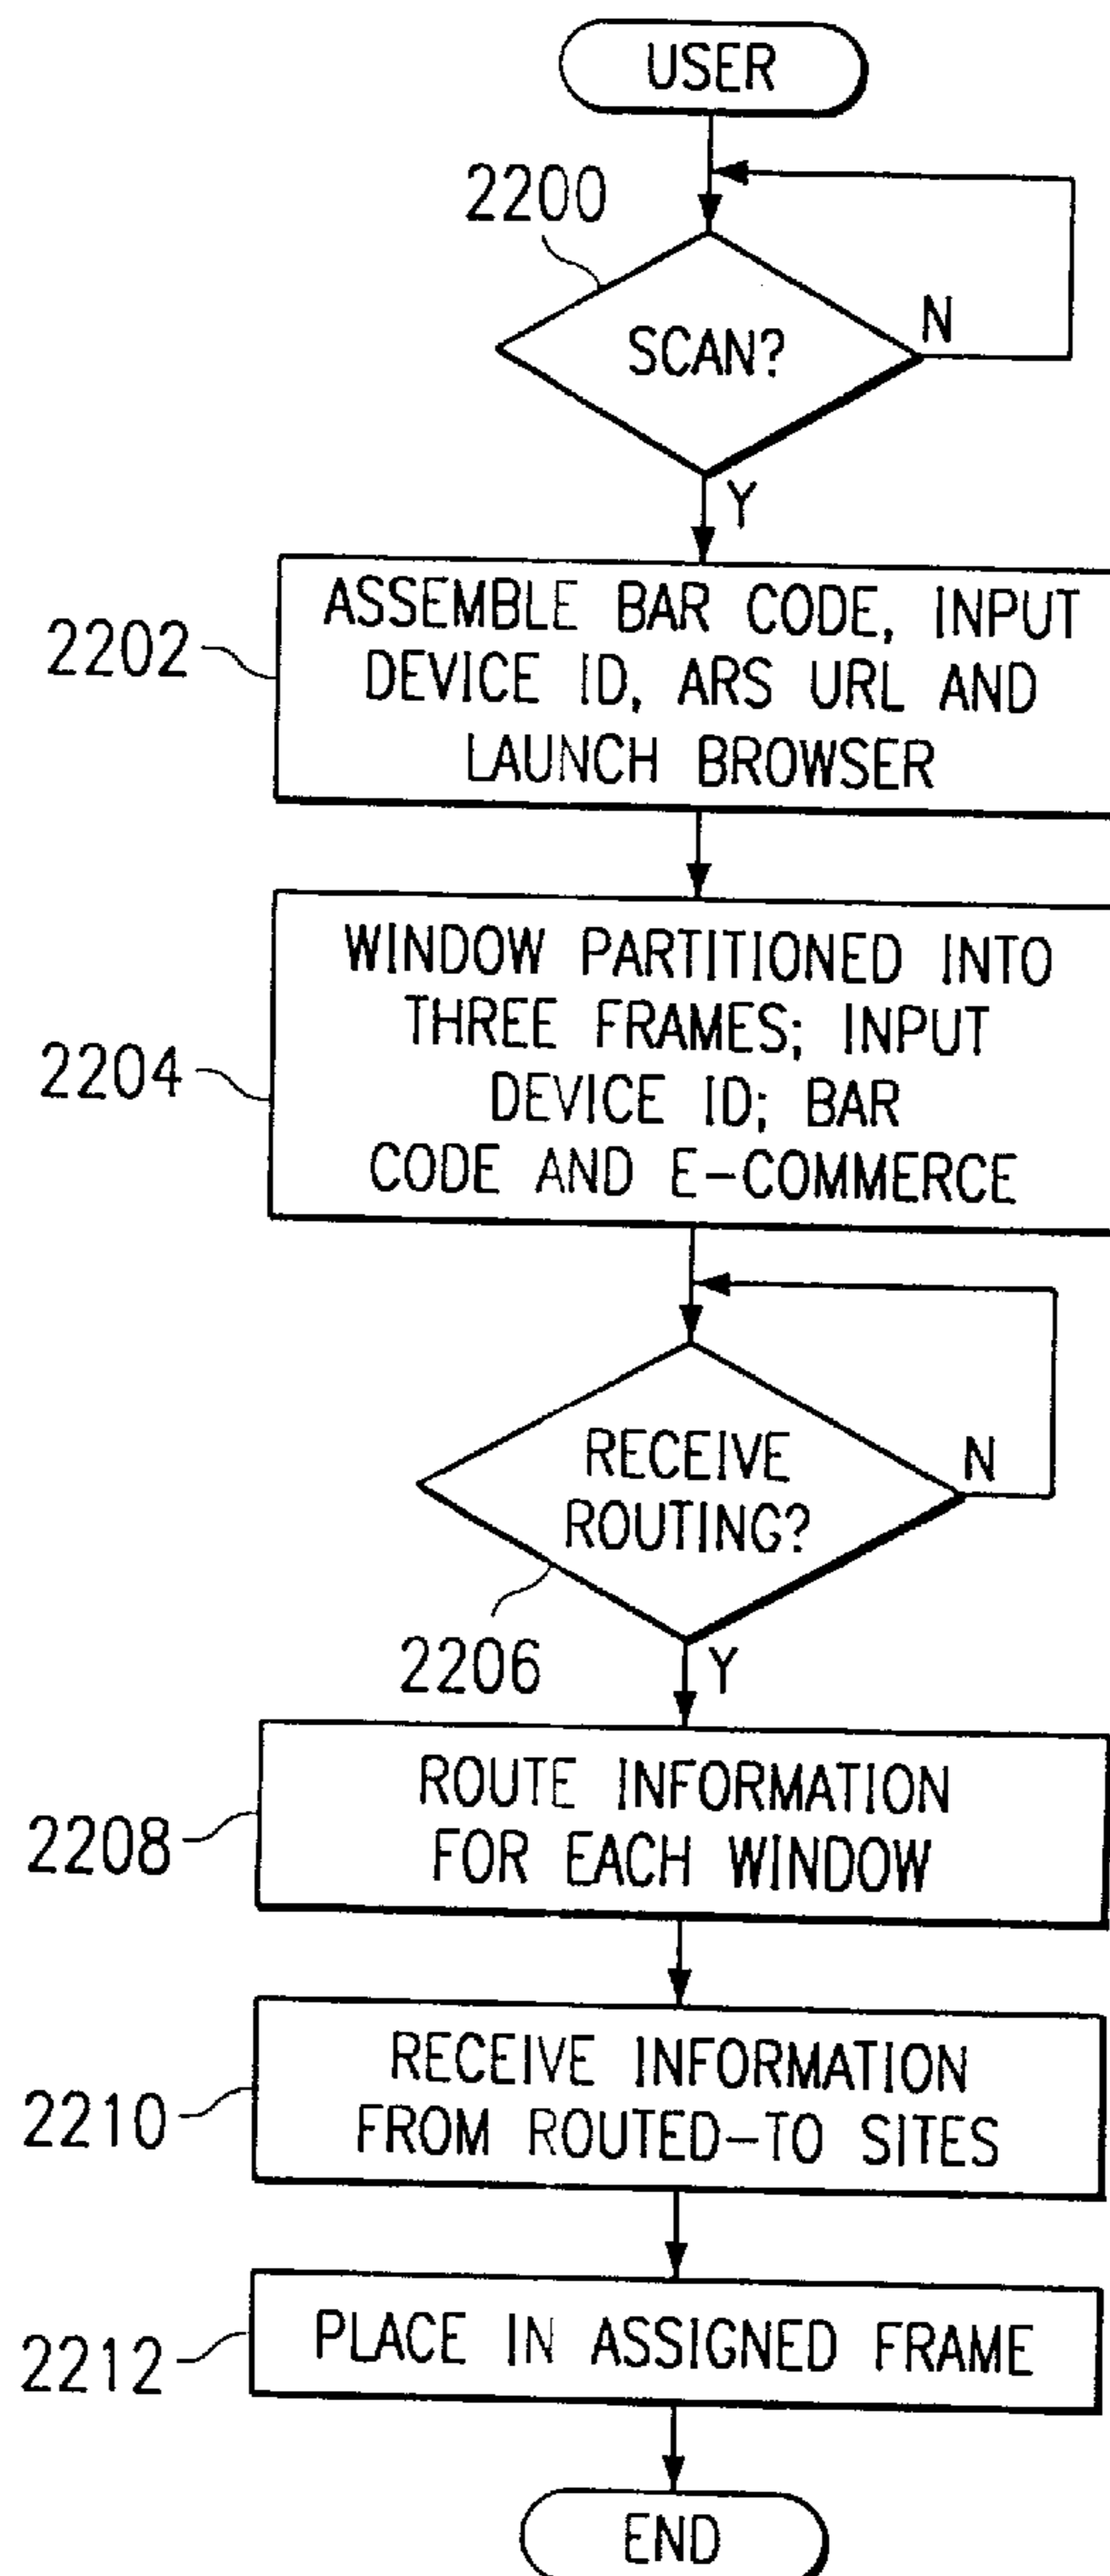 USER
2200
SCAN?
N
Y
2202
ASSEMBLE BAR CODE, INPUT
DEVICE ID, ARS URL AND
LAUNCH BROWSER
2204
WINDOW PARTITIONED INTO
THREE FRAMES; INPUT
DEVICE ID; BAR
CODE AND E-COMMERCE
RECEIVE
ROUTING?
N
2206
Y
2208
ROUTE INFORMATION
FOR EACH WINDOW
2210
RECEIVE INFORMATION
FROM ROUTED-TO SITES
2212
PLACE IN ASSIGNED FRAME
END